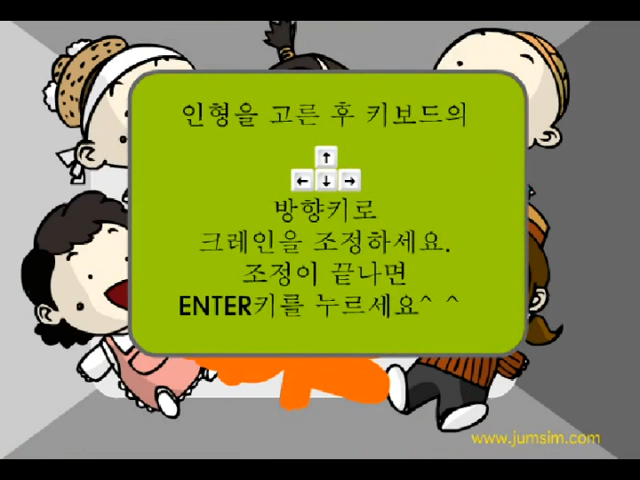 인형을 고른 후 키보드의
↑
← ↓ →
방향키로
크레인을 조정하세요.
조정이 끝나면
ENTER키를 누르세요^ ^
www.jumsim.com